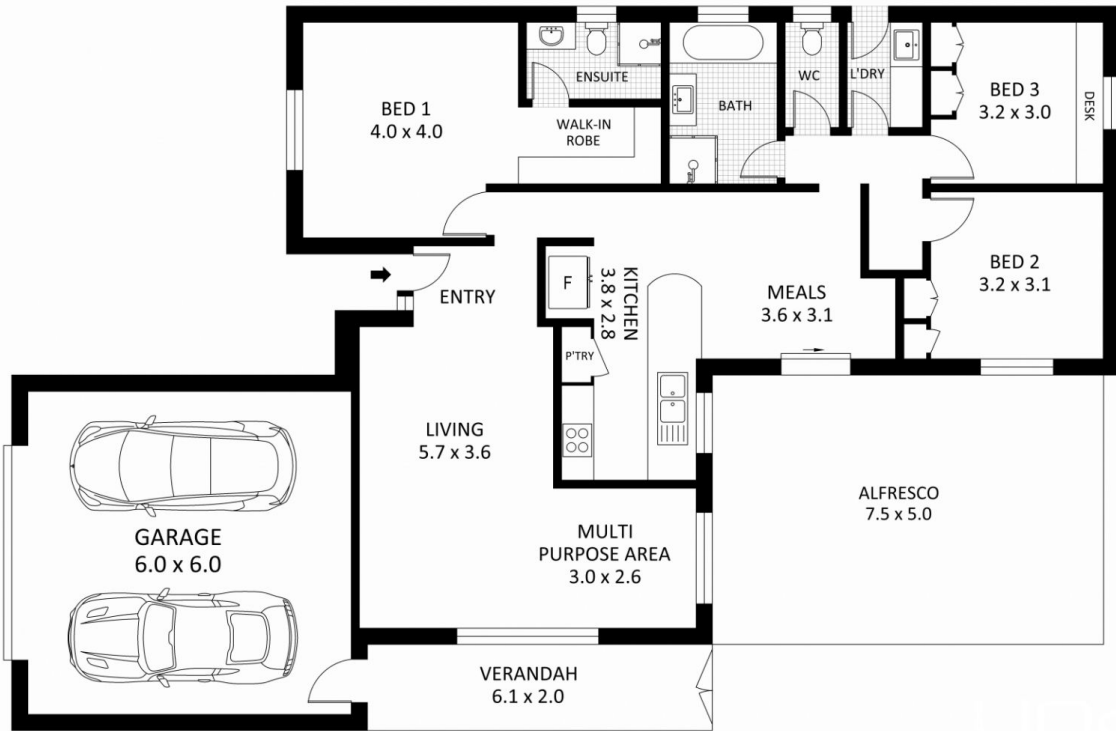 BED 1
4.0 x 4.0
ENSUITE
WALK-IN
ROBE
BATH
WC
L'DRY
BED 3
3.2 x 3.0
DESK
BED 2
3.2 x 3.1
ENTRY
F
KITCHEN
3.8 x 2.8
MEALS
3.6 x 3.1
P'TRY
LIVING
5.7 x 3.6
ALFRESCO
7.5 x 5.0
GARAGE
6.0 x 6.0
MULTI
PURPOSE AREA
3.0 x 2.6
VERANDAH
6.1 x 2.0